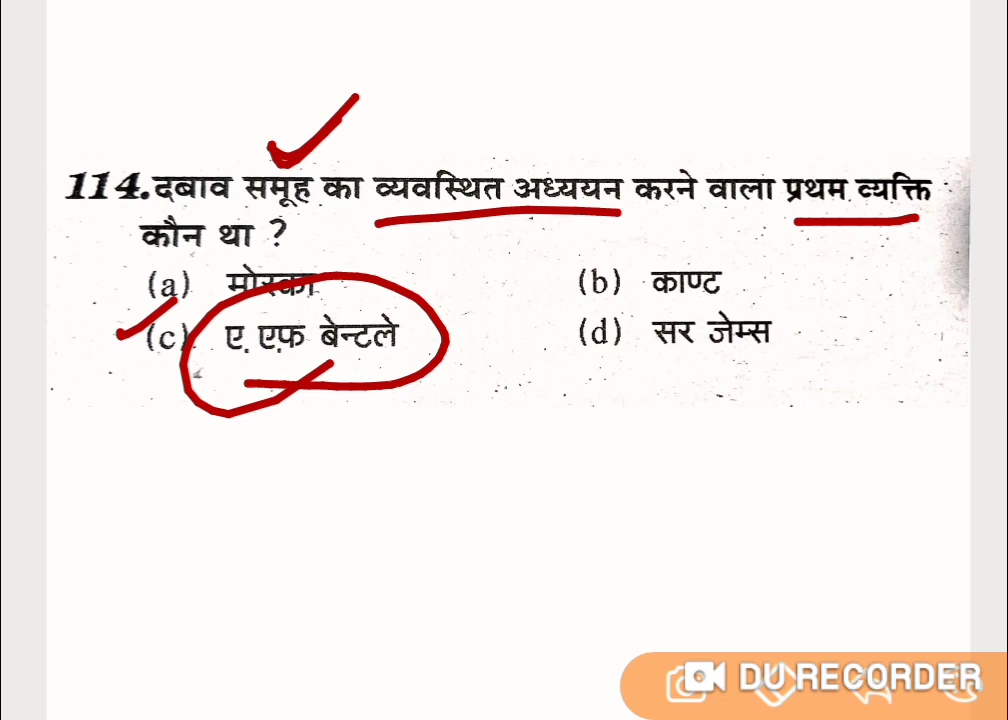 114. दबाव समूह का व्यवस्थित अध्ययन करने वाला प्रथम व्यक्ति
कौन था ?
(a) मोस्का (b) काण्ट
(c) ए. एफ. बेन्टले (d) सर जेम्स
DU RECORDER